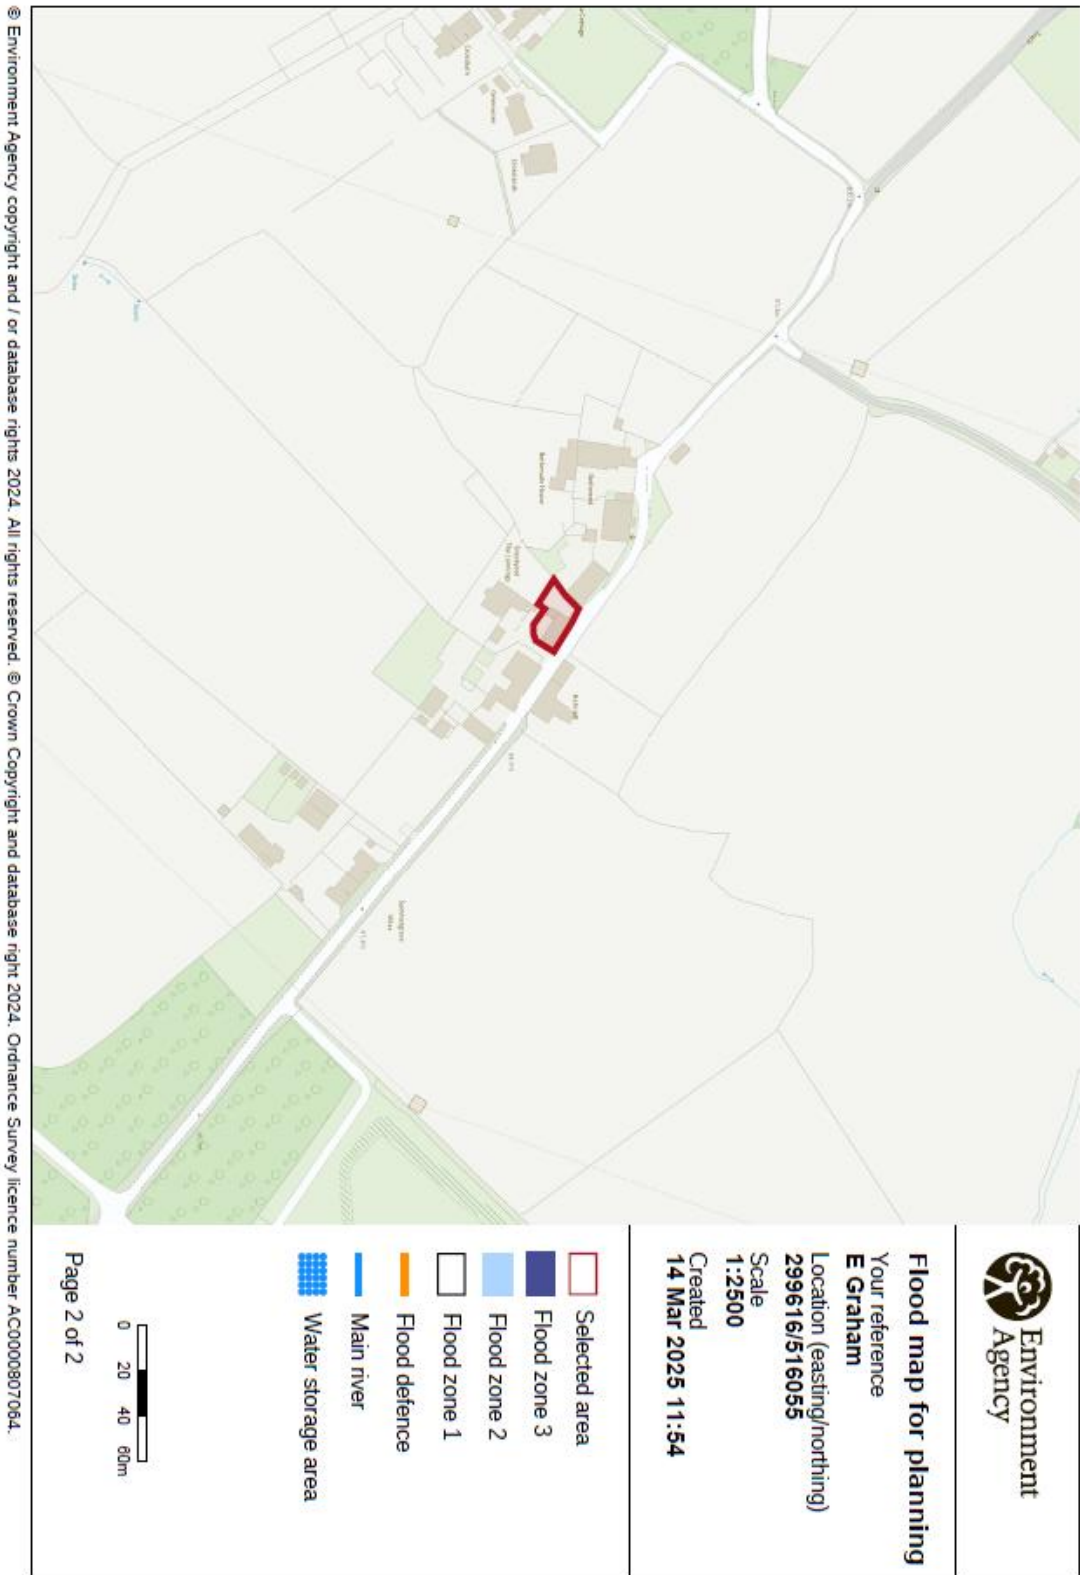 Environment
Agency
Flood map for planning
Your reference
E Graham
Location (easting/northing)
299616/516055
Scale
1:2500
Created
14 Mar 2025 11:54
Selected area
Flood zone 3
Flood zone 2
Flood zone 1
Flood defence
Main river
Water storage area
0 20 40 60m
Page 2 of 2
© Environment Agency copyright and / or database rights 2024. All rights reserved. © Crown Copyright and database right 2024. Ordnance Survey licence number AC0000807064.